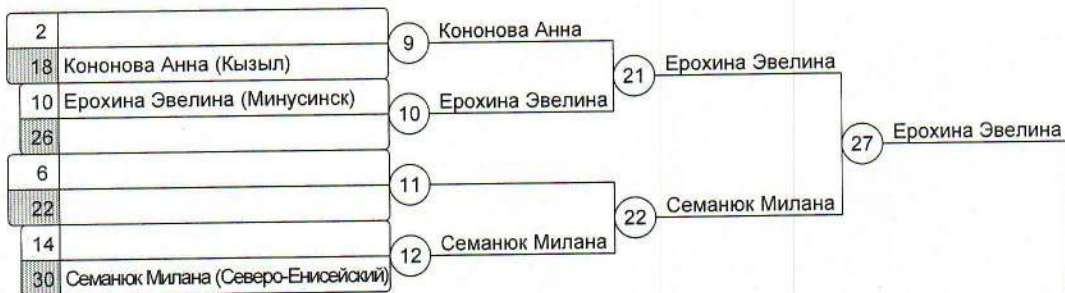 2
18 Кононова Анна (Кызыл)
9 Кононова Анна
10 Ерохина Эвелина (Минусинск)
26
10 Ерохина Эвелина
21 Ерохина Эвелина
6
22
11
14
30 Семанюк Милана (Северо-Енисейский)
12 Семанюк Милана
22 Семанюк Милана
27 Ерохина Эвелина